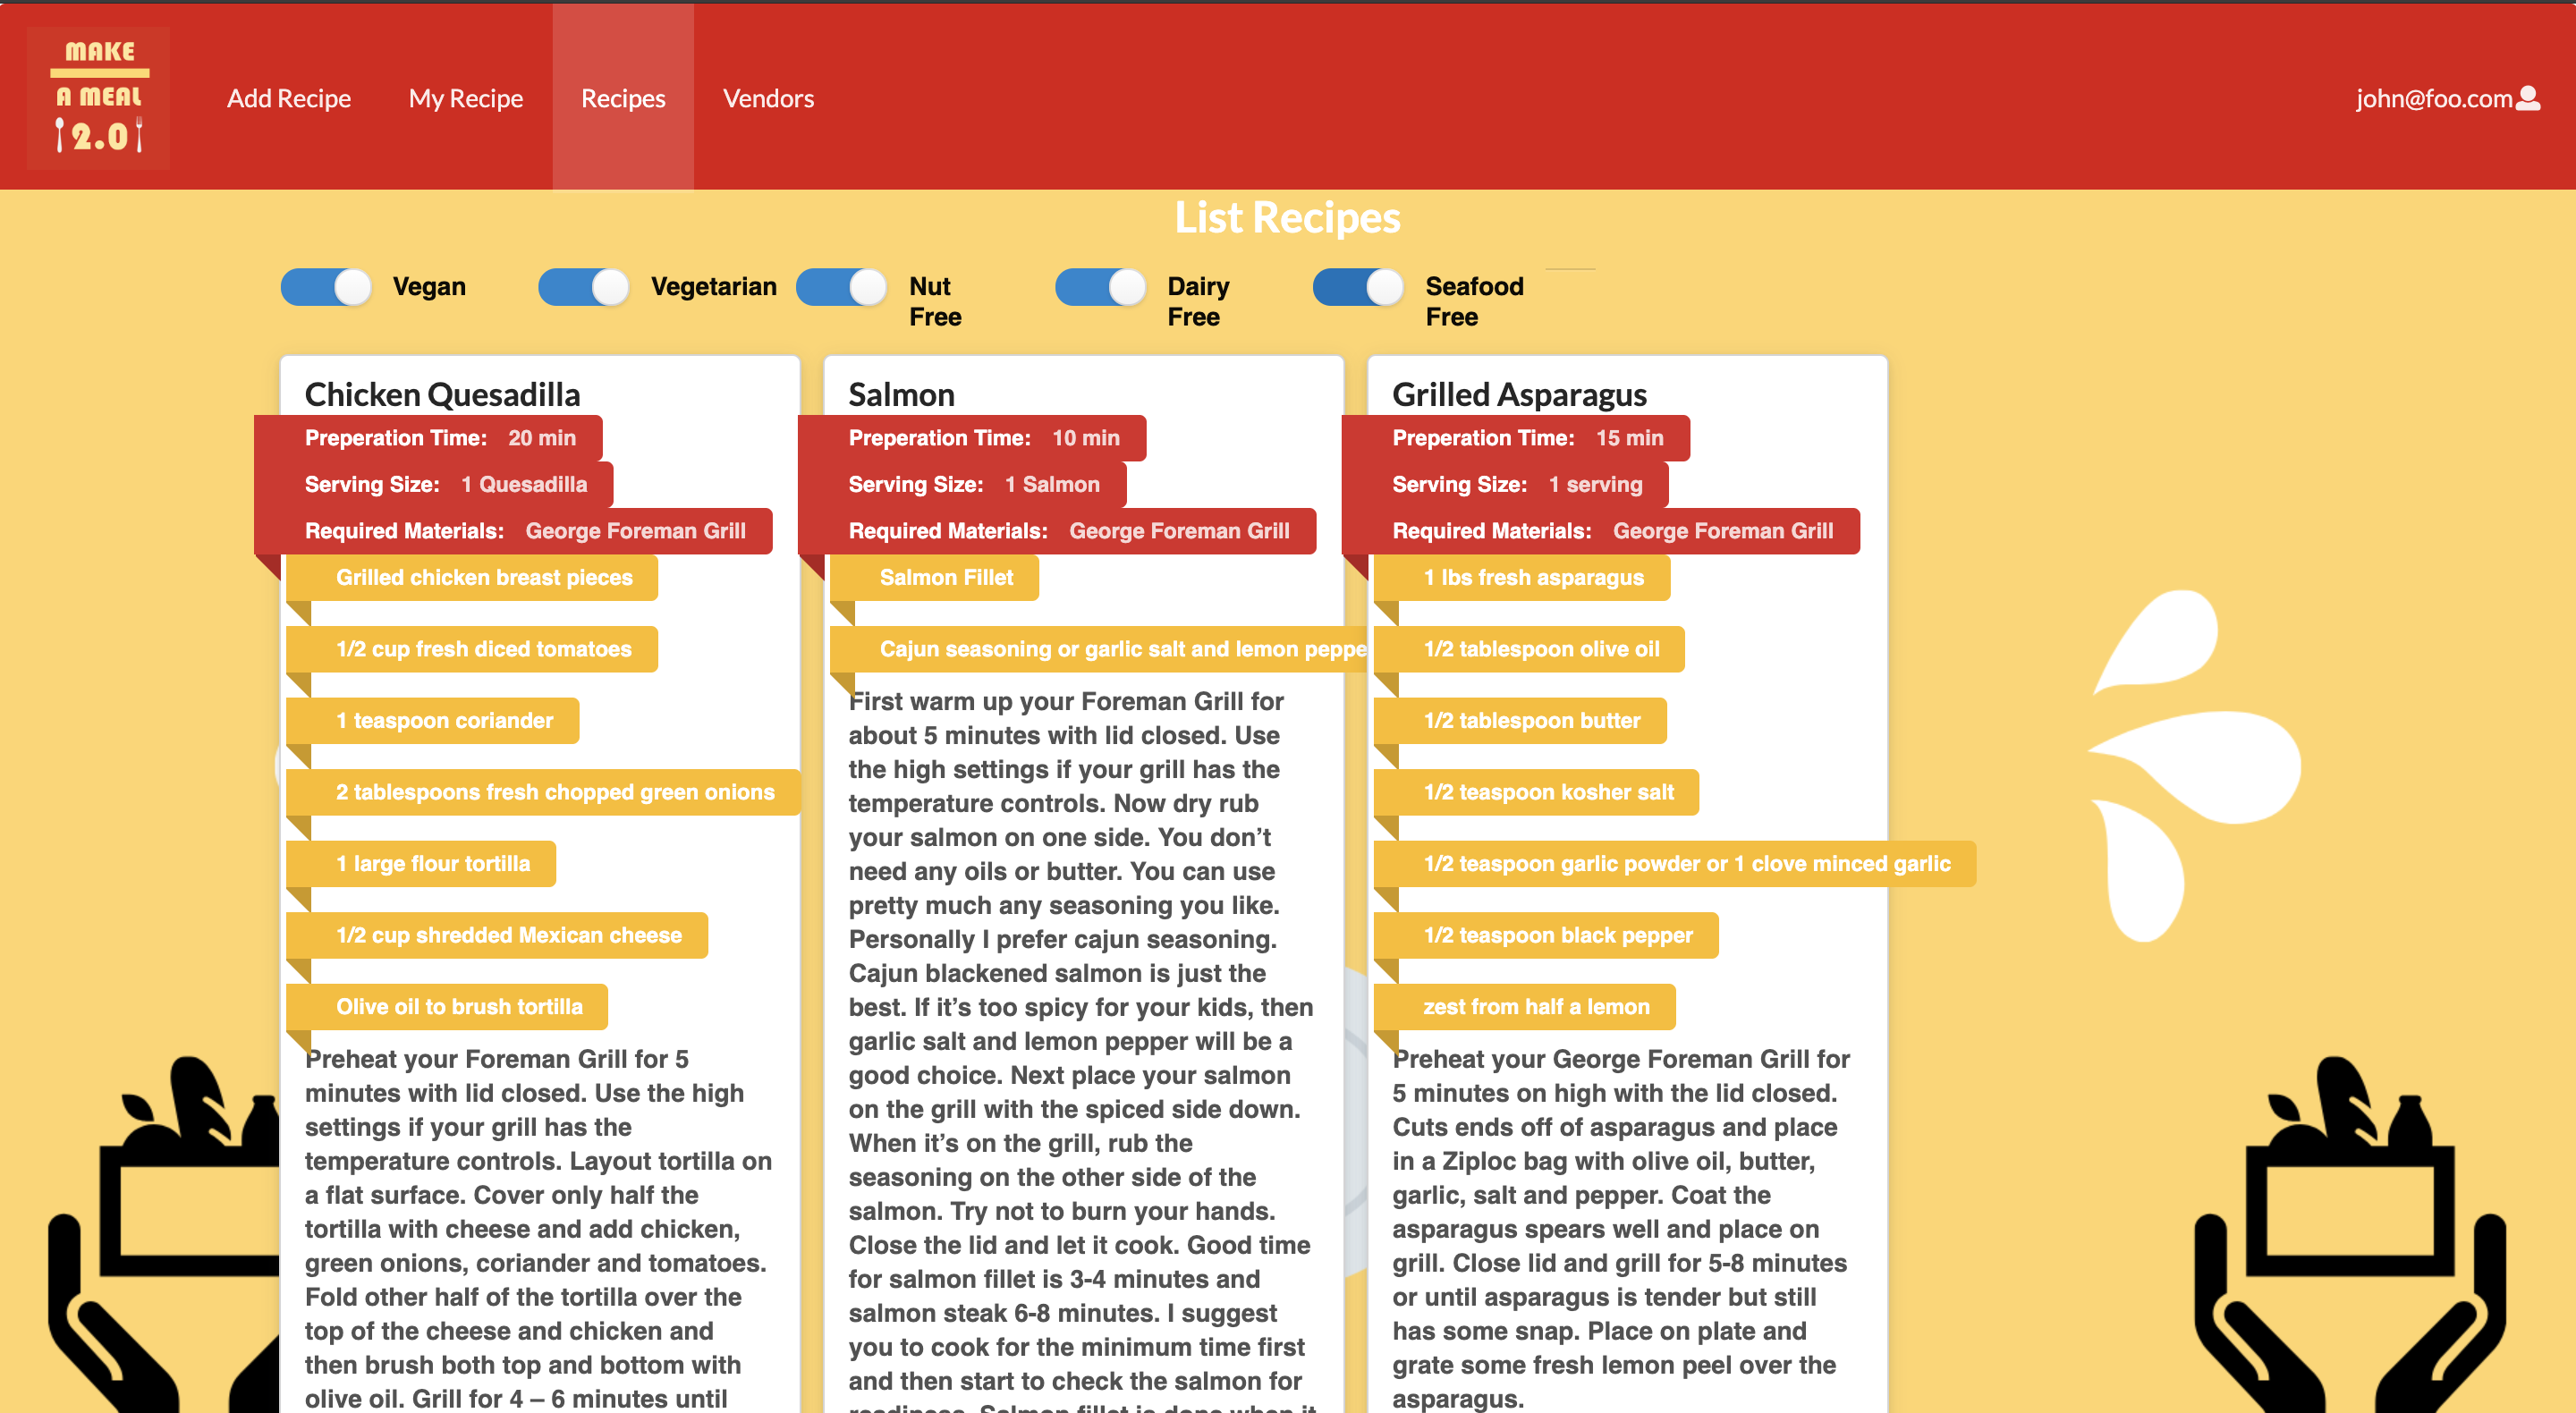 MAKE
A MEAL
2.0
Add Recipe
My Recipe
Recipes
Vendors
john@foo.com
List Recipes
Vegan
Vegetarian
Nut
Free
Dairy
Free
Seafood
Free
Chicken Quesadilla
Preperation Time: 20 min
Serving Size: 1 Quesadilla
Required Materials: George Foreman Grill
Grilled chicken breast pieces
1/2 cup fresh diced tomatoes
1 teaspoon coriander
2 tablespoons fresh chopped green onions
1 large flour tortilla
1/2 cup shredded Mexican cheese
Olive oil to brush tortilla
Preheat your Foreman Grill for 5
minutes with lid closed. Use the high
settings if your grill has the
temperature controls. Layout tortilla on
a flat surface. Cover only half the
tortilla with cheese and add chicken,
green onions, coriander and tomatoes.
Fold other half of the tortilla over the
top of the cheese and chicken and
then brush both top and bottom with
olive oil. Grill for 4 – 6 minutes until
Salmon
Preperation Time: 10 min
Serving Size: 1 Salmon
Required Materials: George Foreman Grill
Salmon Fillet
Cajun seasoning or garlic salt and lemon peppe
First warm up your Foreman Grill for
about 5 minutes with lid closed. Use
the high settings if your grill has the
temperature controls. Now dry rub
your salmon on one side. You don’t
need any oils or butter. You can use
pretty much any seasoning you like.
Personally I prefer cajun seasoning.
Cajun blackened salmon is just the
best. If it’s too spicy for your kids, then
garlic salt and lemon pepper will be a
good choice. Next place your salmon
on the grill with the spiced side down.
When it’s on the grill, rub the
seasoning on the other side of the
salmon. Try not to burn your hands.
Close the lid and let it cook. Good time
for salmon fillet is 3-4 minutes and
salmon steak 6-8 minutes. I suggest
you to cook for the minimum time first
and then start to check the salmon for
readiness. Salmon fillet is done when it
Grilled Asparagus
Preperation Time: 15 min
Serving Size: 1 serving
Required Materials: George Foreman Grill
1 lbs fresh asparagus
1/2 tablespoon olive oil
1/2 tablespoon butter
1/2 teaspoon kosher salt
1/2 teaspoon garlic powder or 1 clove minced garlic
1/2 teaspoon black pepper
zest from half a lemon
Preheat your George Foreman Grill for
5 minutes on high with the lid closed.
Cuts ends off of asparagus and place
in a Ziploc bag with olive oil, butter,
garlic, salt and pepper. Coat the
asparagus spears well and place on
grill. Close lid and grill for 5-8 minutes
or until asparagus is tender but still
has some snap. Place on plate and
grate some fresh lemon peel over the
asparagus.